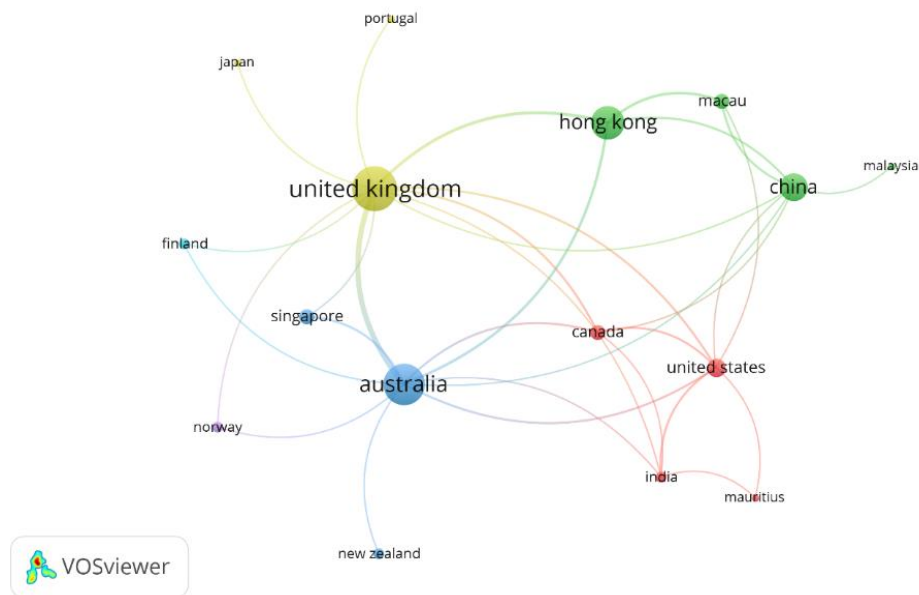 portugal
japan
macau
hong kong
malaysia
china
united kingdom
finland
singapore
canada
united states
australia
norway
india
mauritius
new zealand
VOSviewer